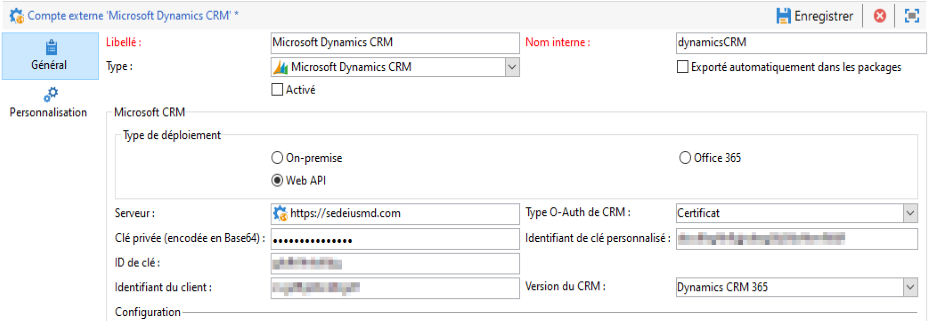 Compte externe 'Microsoft Dynamics CRM' * Enregistrer
Général
Personnalisation
Libellé : Microsoft Dynamics CRM Nom interne : dynamicsCRM
Type : Microsoft Dynamics CRM Exporté automatiquement dans les packages
Activé
Microsoft CRM
Type de déploiement
On-premise Office 365
Web API
Serveur : https://sedeiusmd.com Type O-Auth de CRM : Certificat
Clé privée (encodée en Base64) : ●●●●●●●●●●●●●●● Identifiant de clé personnalisé :
ID de clé :
Identifiant du client : Version du CRM : Dynamics CRM 365
Configuration